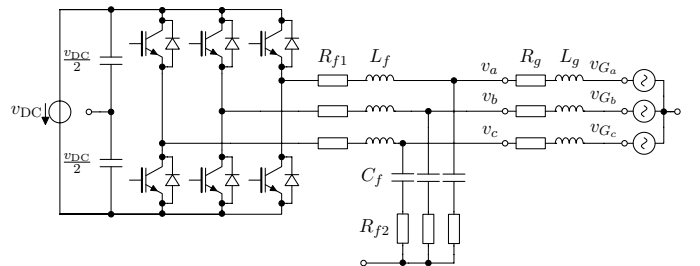 v_DC
v_DC/2
v_DC/2
R_{f1}
L_f
v_a
R_g
L_g
v_{G_a}
v_b
v_{G_b}
v_c
v_{G_c}
C_f
R_{f2}